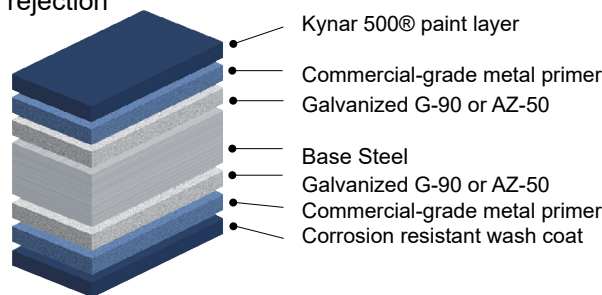 rejection
Kynar 500® paint layer
Commercial-grade metal primer
Galvanized G-90 or AZ-50
Base Steel
Galvanized G-90 or AZ-50
Commercial-grade metal primer
Corrosion resistant wash coat